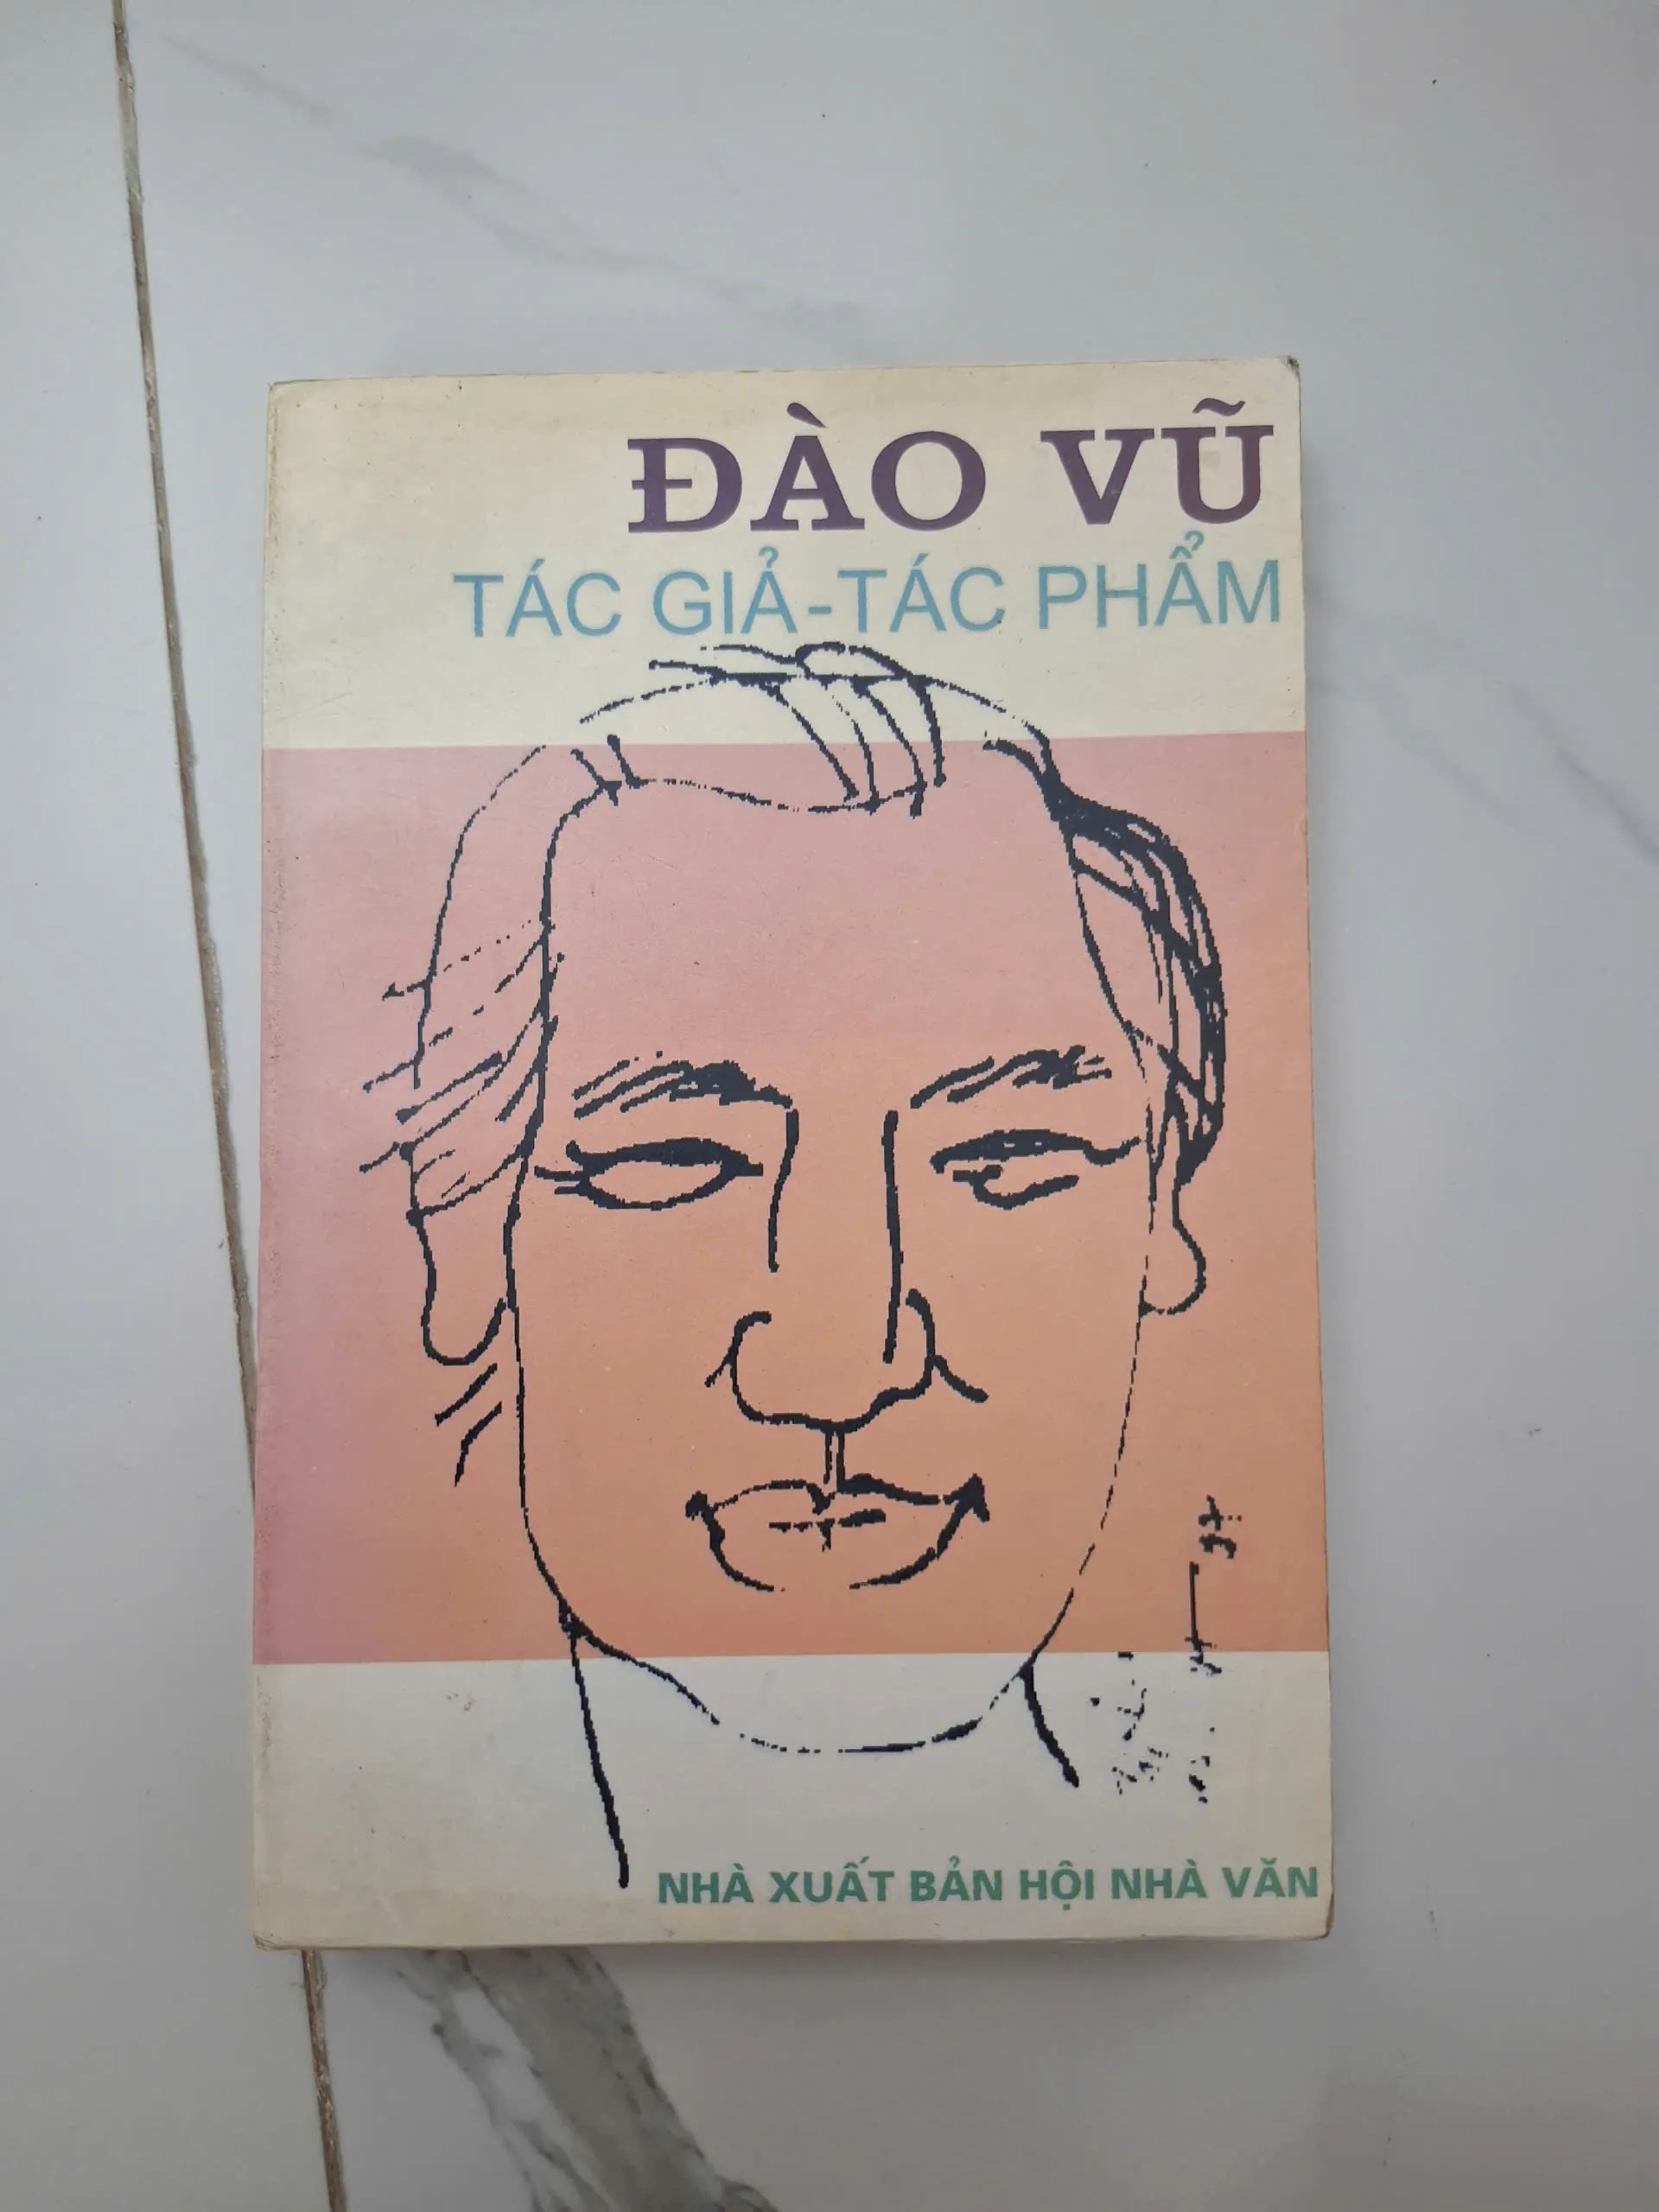 ĐÀO VŨ
TÁC GIẢ-TÁC PHẨM
NHÀ XUẤT BẢN HỘI NHÀ VĂN